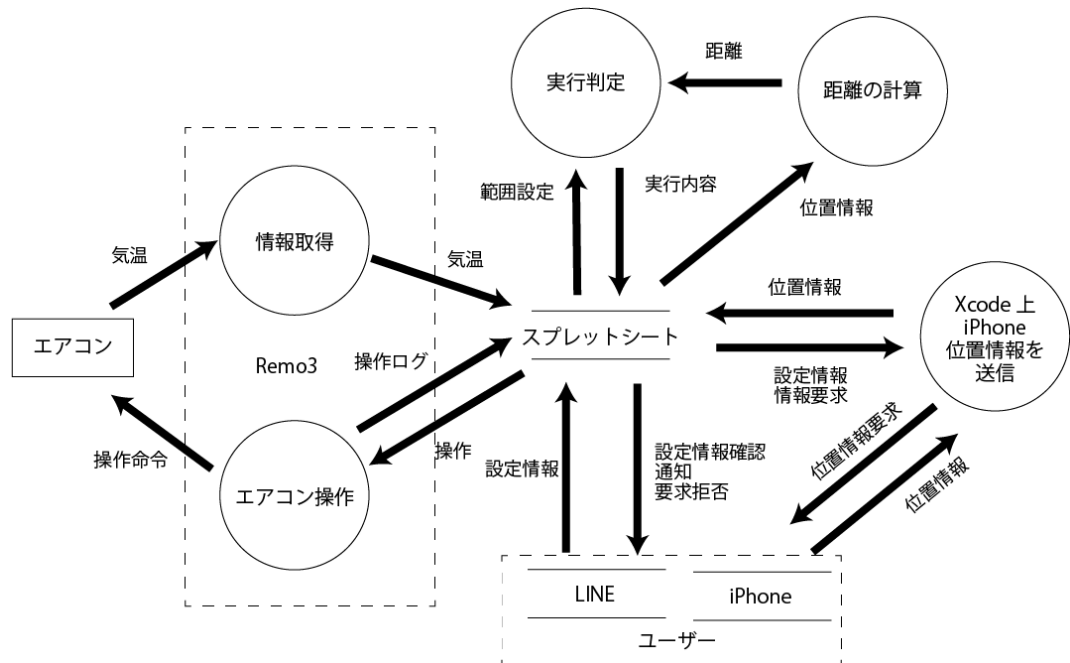 距離
実行判定
距離の計算
範囲設定
実行内容
位置情報
情報取得
気温
気温
位置情報
Xcode 上
iPhone
位置情報を
送信
スプレットシート
エアコン
Remo3
操作ログ
設定情報
情報要求
操作命令
操作
設定情報
設定情報確認
通知
要求拒否
位置情報要求
位置情報
エアコン操作
LINE
iPhone
ユーザー